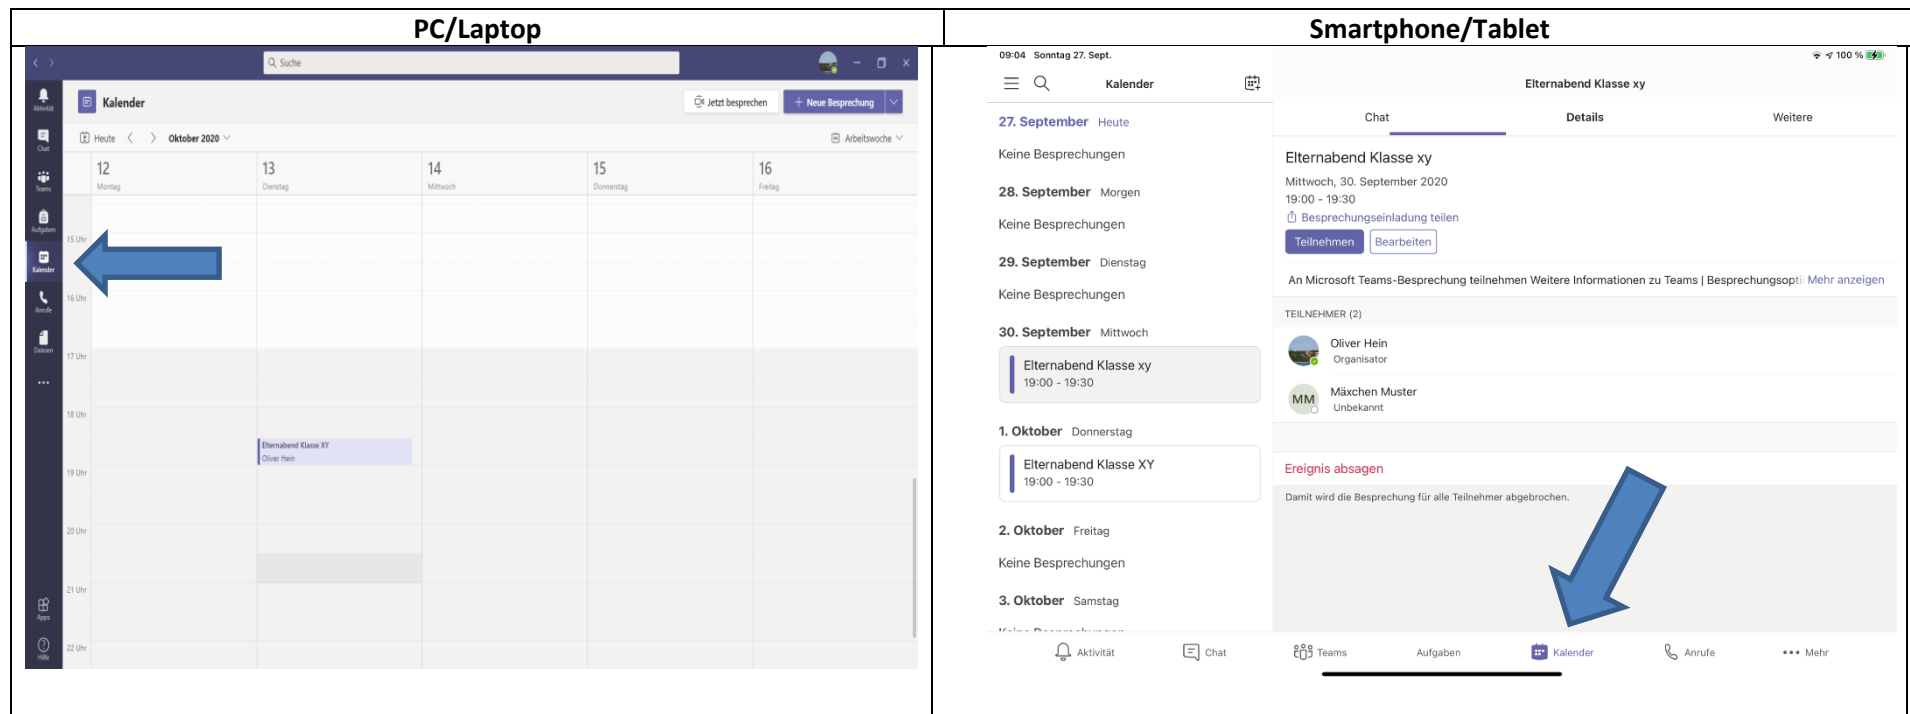 PC/Laptop
Smartphone/Tablet
Suche
Aktivität
Chat
Teams
Aufgaben
Kalender
Anrufe
Dateien
Apps
Hilfe
Kalender
Jetzt besprechen
+ Neue Besprechung
Heute
Oktober 2020
Arbeitswoche
12
Montag
13
Dienstag
14
Mittwoch
15
Donnerstag
16
Freitag
15 Uhr
16 Uhr
17 Uhr
18 Uhr
Elternabend Klasse XY
Oliver Hein
19 Uhr
20 Uhr
21 Uhr
22 Uhr
09:04 Sonntag 27. Sept.
100 %
Kalender
27. September Heute
Keine Besprechungen
28. September Morgen
Keine Besprechungen
29. September Dienstag
Keine Besprechungen
30. September Mittwoch
Elternabend Klasse xy
19:00 - 19:30
1. Oktober Donnerstag
Elternabend Klasse XY
19:00 - 19:30
2. Oktober Freitag
Keine Besprechungen
3. Oktober Samstag
Elternabend Klasse xy
Chat
Details
Weitere
Elternabend Klasse xy
Mittwoch, 30. September 2020
19:00 - 19:30
Besprechungseinladung teilen
Teilnehmen
Bearbeiten
An Microsoft Teams-Besprechung teilnehmen Weitere Informationen zu Teams | Besprechungsopti Mehr anzeigen
TEILNEHMER (2)
Oliver Hein
Organisator
MM
Mäxchen Muster
Unbekannt
Ereignis absagen
Damit wird die Besprechung für alle Teilnehmer abgebrochen.
Aktivität
Chat
Teams
Aufgaben
Kalender
Anrufe
Mehr